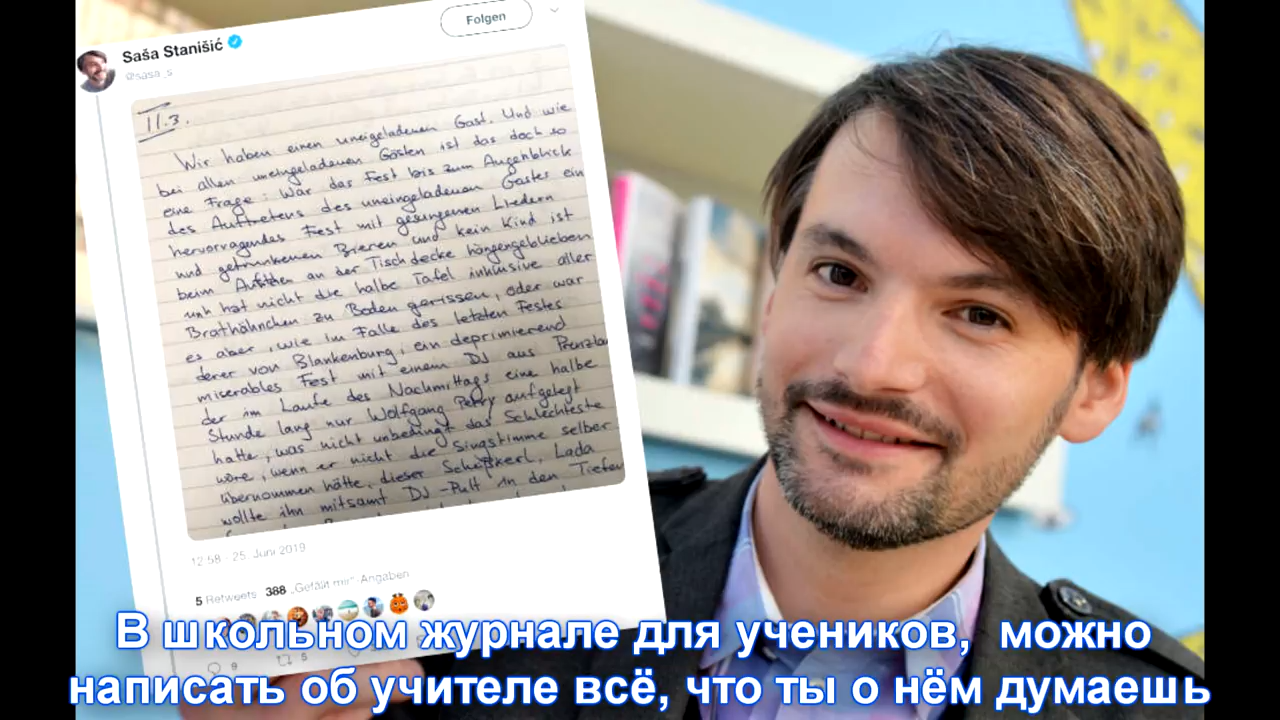 Saša Stanišić
@sasa_s
Folgen
II.3.
Wir haben einen uneigeladenen Gast. Und wie
bei allen uneingeladenen Gästen ist das doch so
eine Frage: War das Fest bis zum Augenblick
des Auftretens des uneingeladenen Gastes ein
hervorragendes Fest mit gesungenen Liedern
und getrunkenen Bieren und kein Kind ist
beim an der Tischdecke hängengeblieben
und hat nicht die halbe Tafel inklusive aller
Brathähnchen zu Boden gerissen, oder war
es aber, wie im Falle des letzten Festes
derer von Blankenburg, ein deprimierend
miserables Fest mit einem DJ aus Prenzlau
der im Laufe des Nachmittags eine halbe
Stunde lang nur Wolfgang Petry aufgelegt
hatte, was nicht unbedingt das Schlechteste
wäre, wenn er nicht die Singstimme selber
übernommen hätte, dieser Lada
wollte ihn mitsamt DJ-Pult in den Tiefen
12:58 - 25. Juni 2019
5 Retweets 388 „Gefällt mir“-Angaben
9 5
В школьном журнале для учеников, можно
написать об учителе всё, что ты о нём думаешь